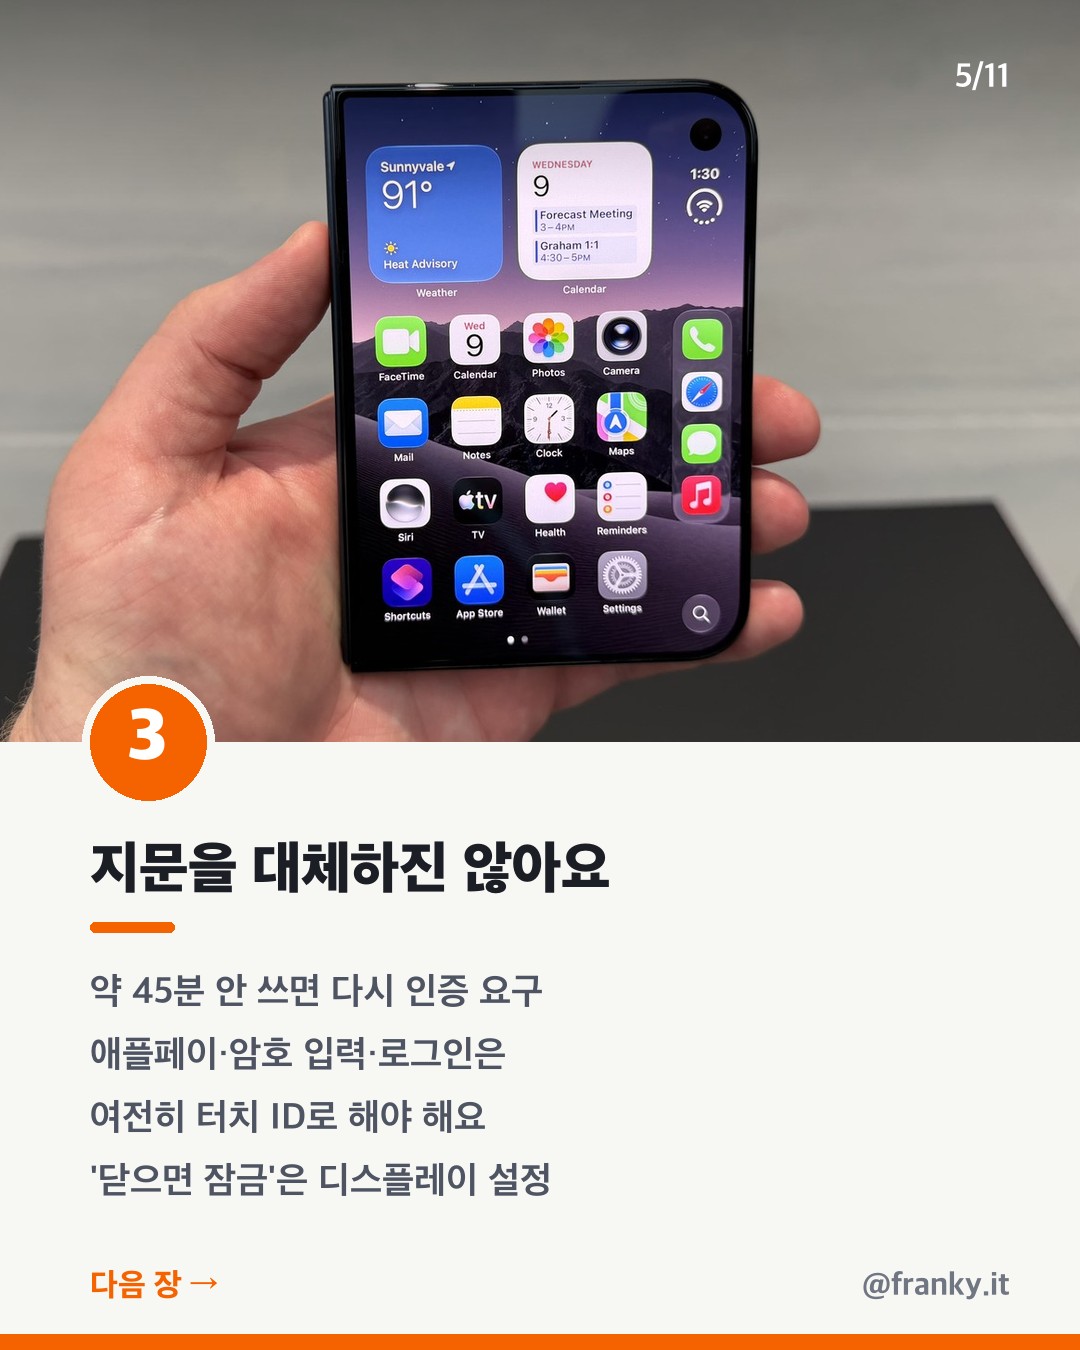 5/11
Sunnyvale
91°
Heat Advisory
Weather
WEDNESDAY
9
Forecast Meeting
3–4PM
Graham 1:1
4:30–5PM
Calendar
1:30
FaceTime
Wed
9
Calendar
Photos
Camera
Mail
Notes
12
3
6
9
Clock
Maps
Siri
tv
TV
Health
Reminders
Shortcuts
App Store
Wallet
Settings
3
지문을 대체하진 않아요
약 45분 안 쓰면 다시 인증 요구
애플페이·암호 입력·로그인은
여전히 터치 ID로 해야 해요
'닫으면 잠금'은 디스플레이 설정
다음 장 →
@franky.it